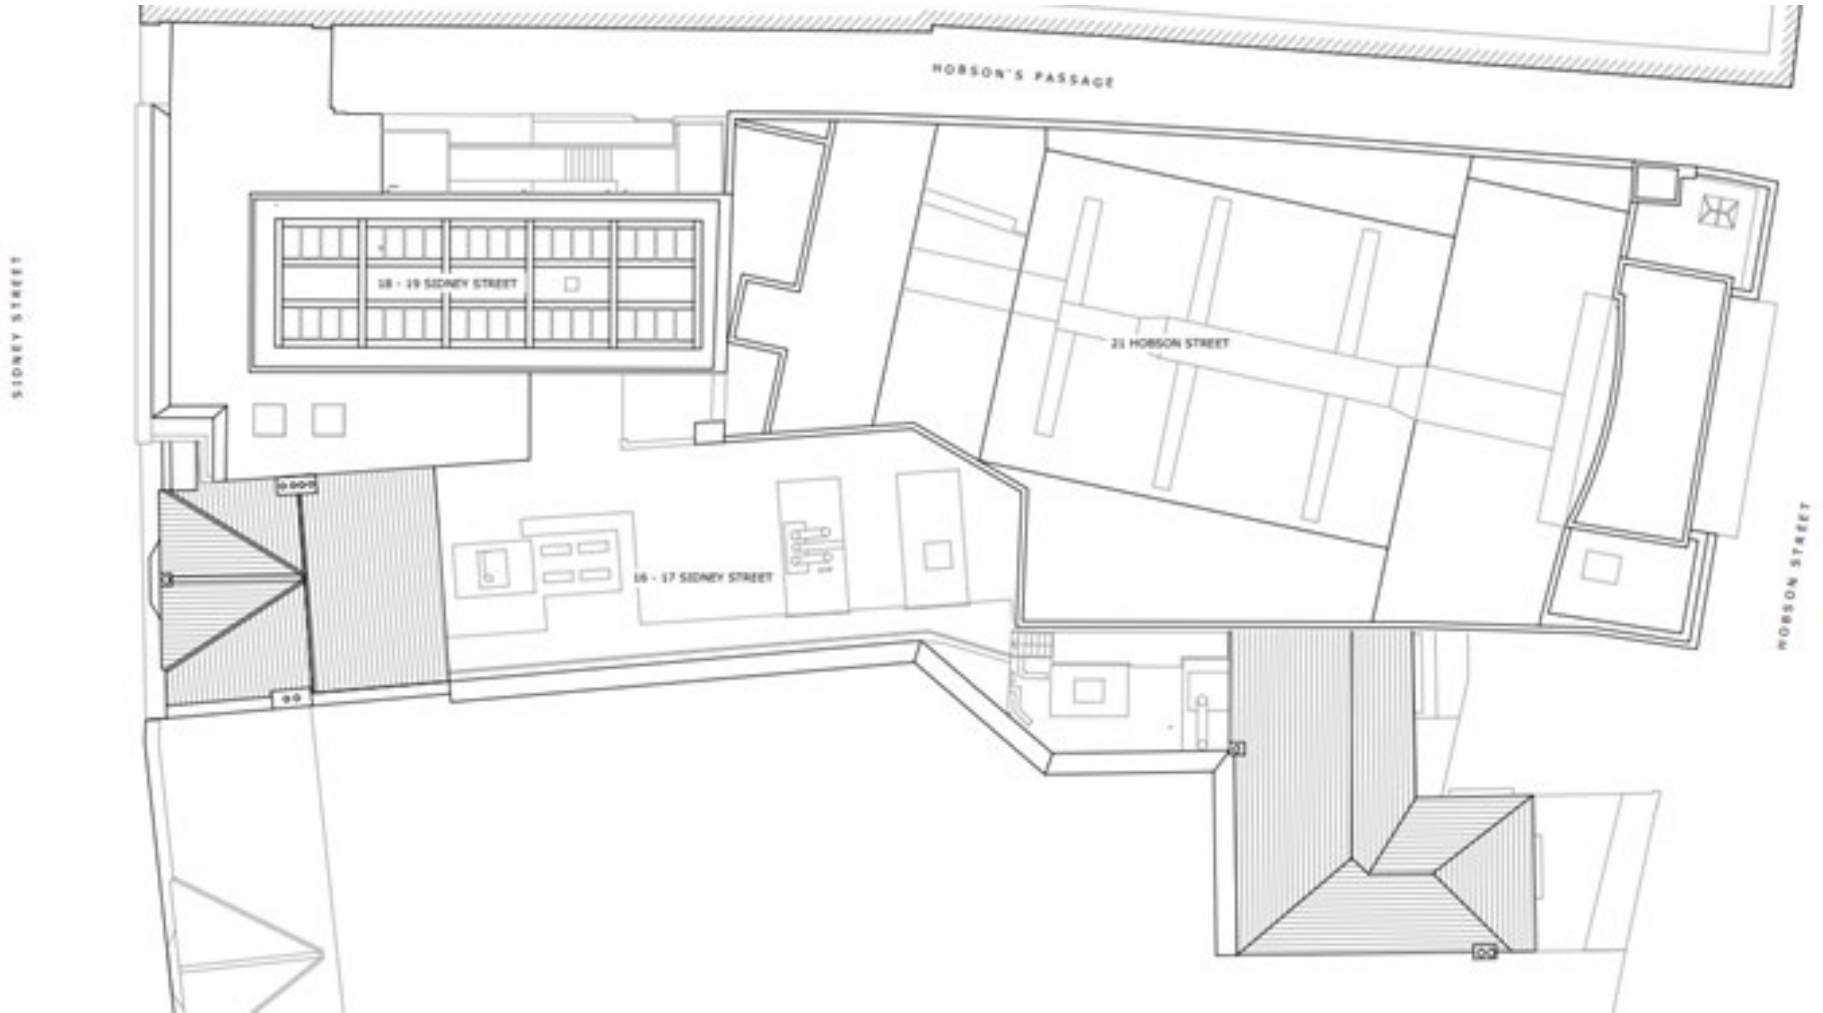 HOBSON'S PASSAGE
SIDNEY STREET
18 - 19 SIDNEY STREET
21 HOBSON STREET
16 - 17 SIDNEY STREET
HOBSON STREET